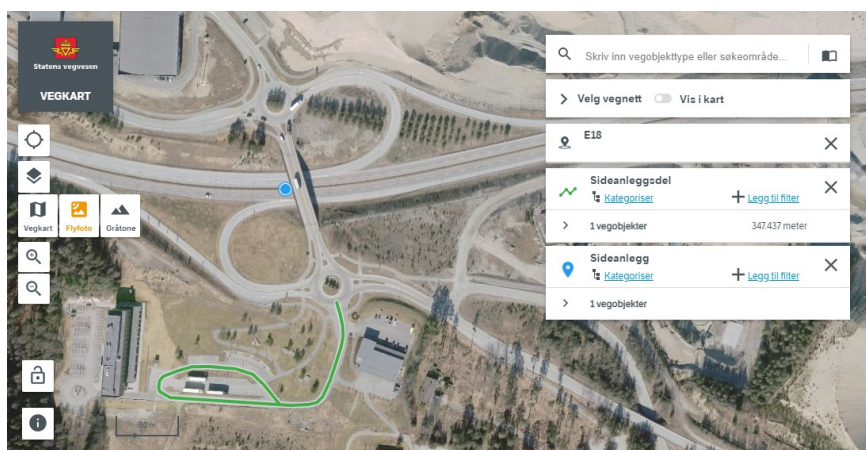 Statens vegvesen
VEGKART
Vegkart
Flyfoto
Gråtone
50 m
Skriv inn vegobjekttype eller søkeområde...
Velg vegnett
Vis i kart
E18
Sideanleggsdel
Kategoriser
Legg til filter
1 vegobjekter
347.437 meter
Sideanlegg
Kategoriser
Legg til filter
1 vegobjekter